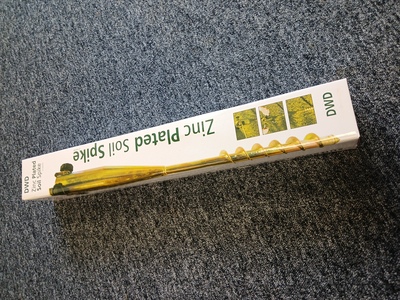 Zinc Plated Soil Spike
DWD
DWD
Zinc Plated
Soil Spike